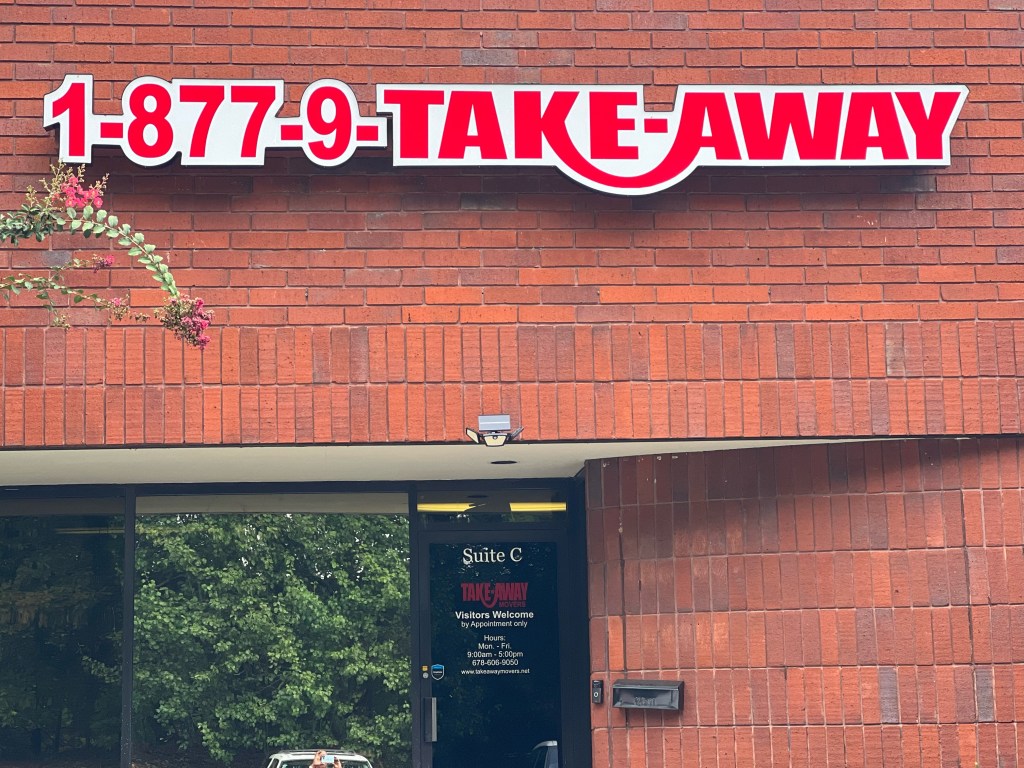 1-877-9-TAKE-AWAY
Suite C
TAKE-AWAY
MOVERS
Visitors Welcome
by Appointment only
Hours:
Mon. - Fri.
9:00am - 5:00pm
678-606-9050
www.takeawaymovers.net